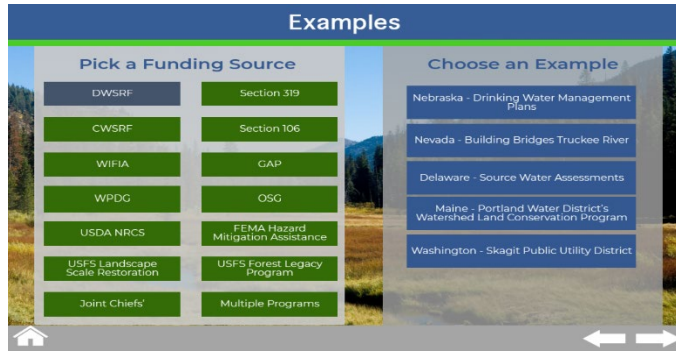 Examples
Pick a Funding Source
DWSRF
Section 319
CWSRF
Section 106
WIFIA
GAP
WPDG
OSG
USDA NRCS
FEMA Hazard
Mitigation Assistance
USFS Landscape
Scale Restoration
USFS Forest Legacy
Program
Joint Chiefs'
Multiple Programs
Choose an Example
Nebraska - Drinking Water Management
Plans
Nevada - Building Bridges Truckee River
Delaware - Source Water Assessments
Maine - Portland Water District's
Watershed Land Conservation Program
Washington - Skagit Public Utility District